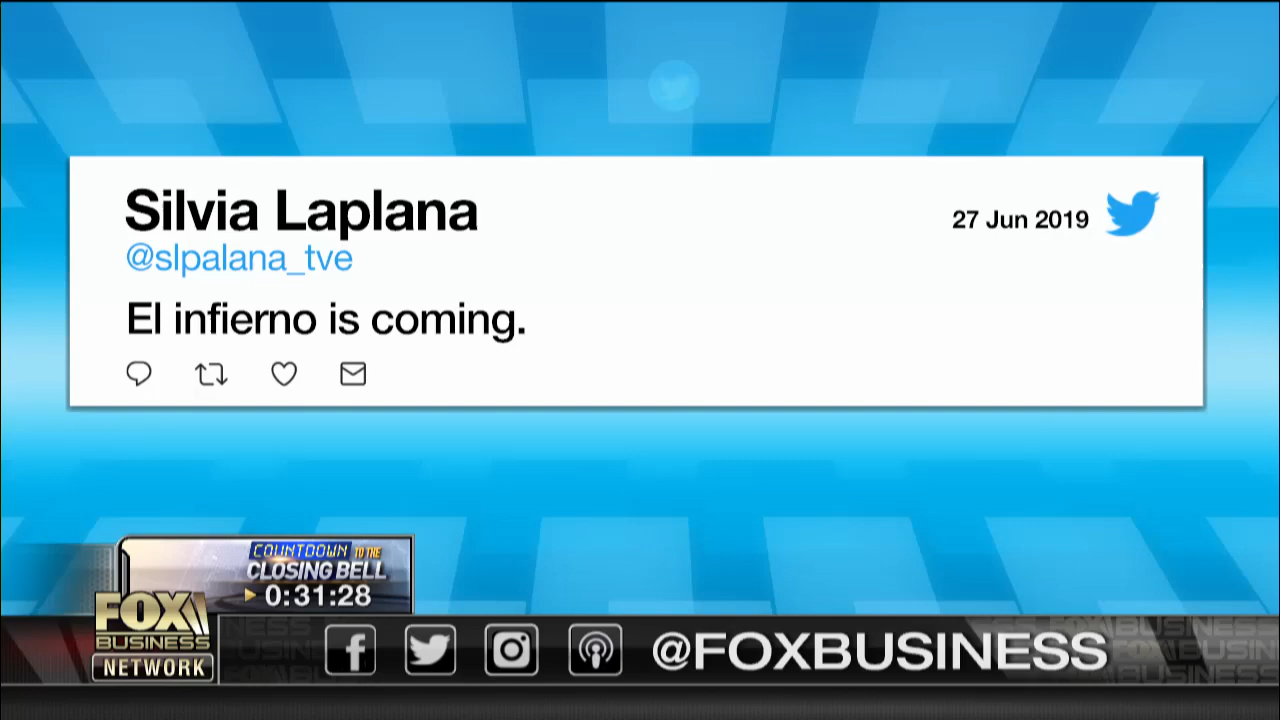 Silvia Laplana
27 Jun 2019
@slpalana_tve
El infierno is coming.
COUNTDOWN TO THE
CLOSING BELL
0:31:28
FOX
BUSINESS
NETWORK
@FOXBUSINESS